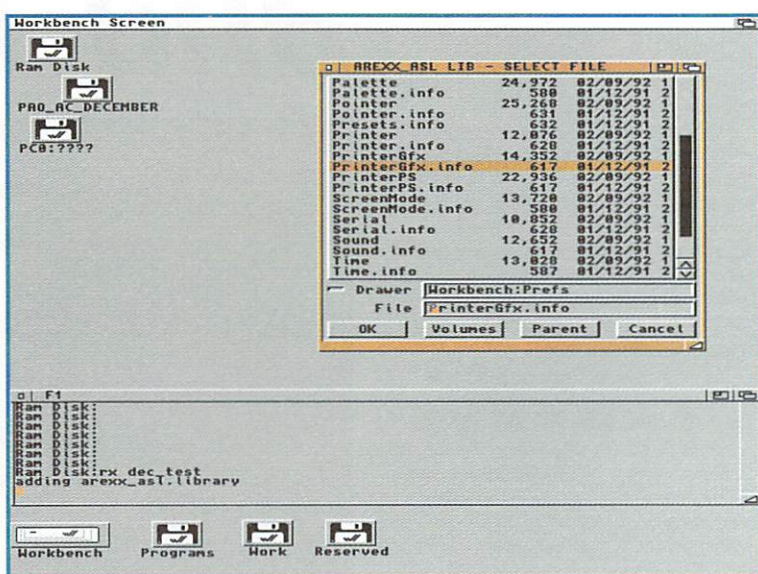 Workbench Screen
Ram Disk
PRO_AC_DECEMBER
PC0:????
AREXX_ASL LIB - SELECT FILE
Palette 24,972 02/09/92 1
Palette.info 580 01/12/91 2
Pointer 25,268 02/09/92 1
Pointer.info 631 01/12/91 2
Presets.info 632 01/12/91 2
Printer 12,076 02/09/92 1
Printer.info 628 01/12/91 2
PrinterGfx 14,352 02/09/92 1
PrinterGfx.info 617 01/12/91 2
PrinterPS 22,936 02/09/92 1
PrinterPS.info 617 01/12/91 2
ScreenMode 13,720 02/09/92 1
ScreenMode.info 580 01/12/91 2
Serial 10,852 02/09/92 1
Serial.info 628 01/12/91 2
Sound 12,652 02/09/92 1
Sound.info 617 01/12/91 2
Time 13,028 02/09/92 1
Time.info 587 01/12/91 2
Drawer Workbench:Prefs
File PrinterGfx.info
OK Volumes Parent Cancel
F1
Ram Disk:
Ram Disk:
Ram Disk:
Ram Disk:
Ram Disk:
Ram Disk:
Ram Disk:rx dec_test
adding arexx_asl.library
Workbench Programs Work Reserved